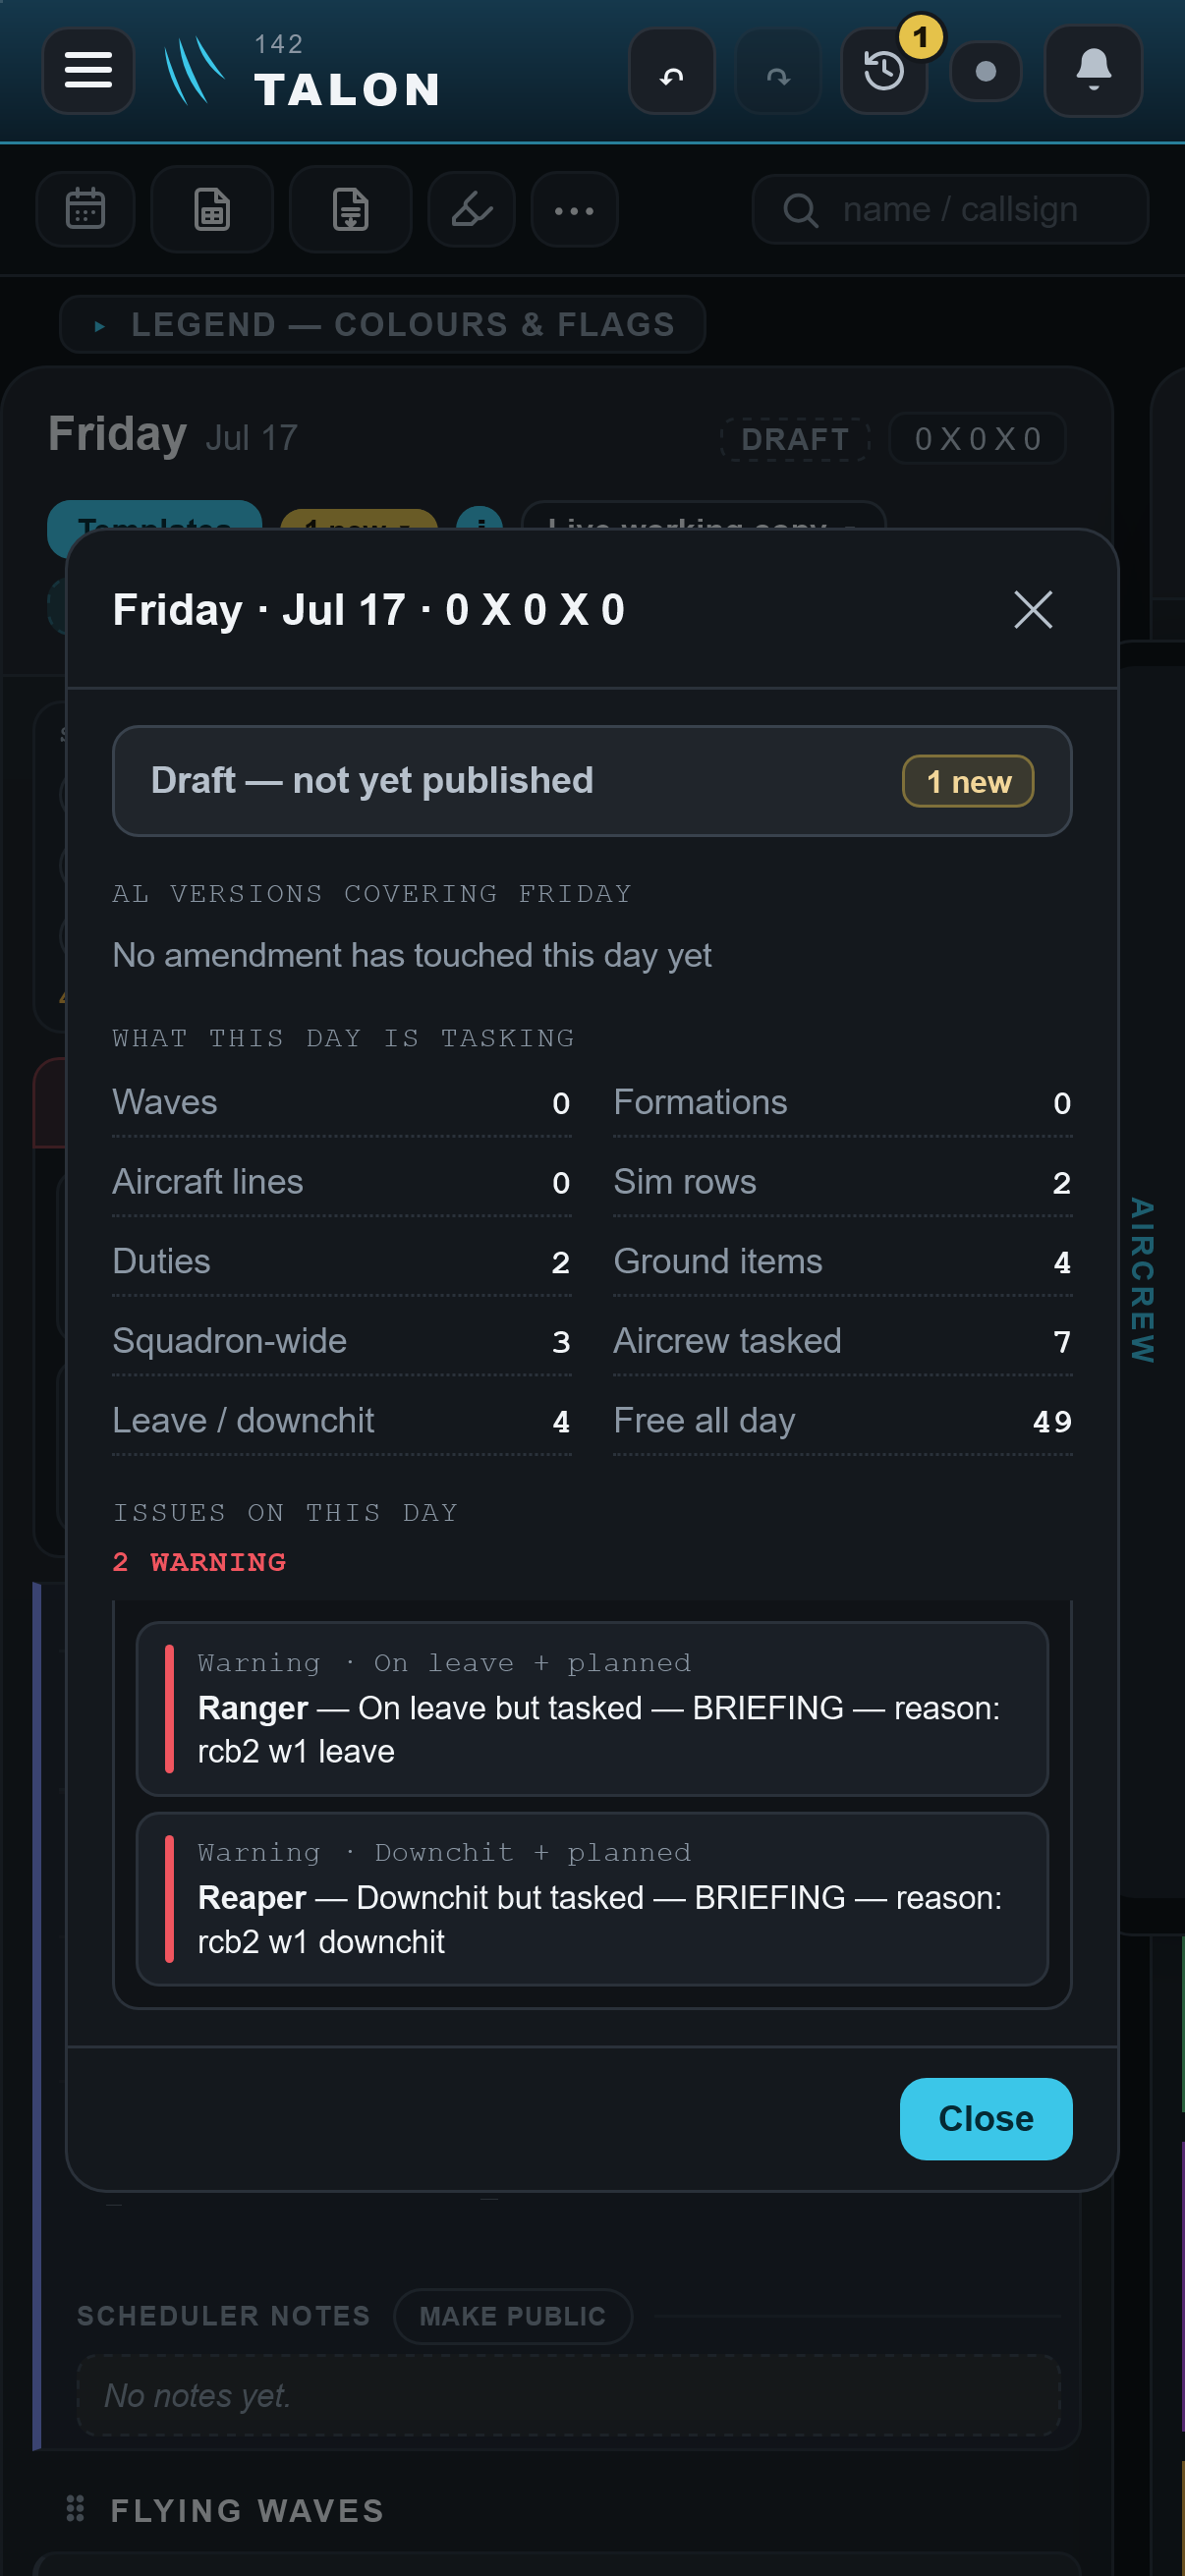 142
TALON
1
name / callsign
LEGEND — COLOURS & FLAGS
Friday Jul 17
DRAFT
0 X 0 X 0
Templates
1 new
i
Live working copy
Friday · Jul 17 · 0 X 0 X 0
Draft — not yet published
1 new
AL VERSIONS COVERING FRIDAY
No amendment has touched this day yet
WHAT THIS DAY IS TASKING
Waves 0
Formations 0
Aircraft lines 0
Sim rows 2
Duties 2
Ground items 4
Squadron-wide 3
Aircrew tasked 7
Leave / downchit 4
Free all day 49
AIRCREW
ISSUES ON THIS DAY
2 WARNING
Warning · On leave + planned
Ranger — On leave but tasked — BRIEFING — reason:
rcb2 w1 leave
Warning · Downchit + planned
Reaper — Downchit but tasked — BRIEFING — reason:
rcb2 w1 downchit
Close
SCHEDULER NOTES
MAKE PUBLIC
No notes yet.
FLYING WAVES